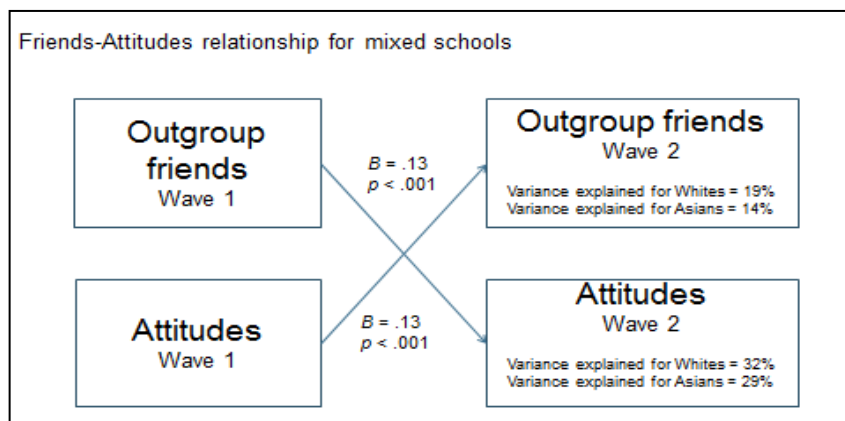 Friends-Attitudes relationship for mixed schools
Outgroup
friends
Wave 1
B = .13
p < .001
Outgroup friends
Wave 2
Variance explained for Whites = 19%
Variance explained for Asians = 14%
Attitudes
Wave 1
B = .13
p < .001
Attitudes
Wave 2
Variance explained for Whites = 32%
Variance explained for Asians = 29%